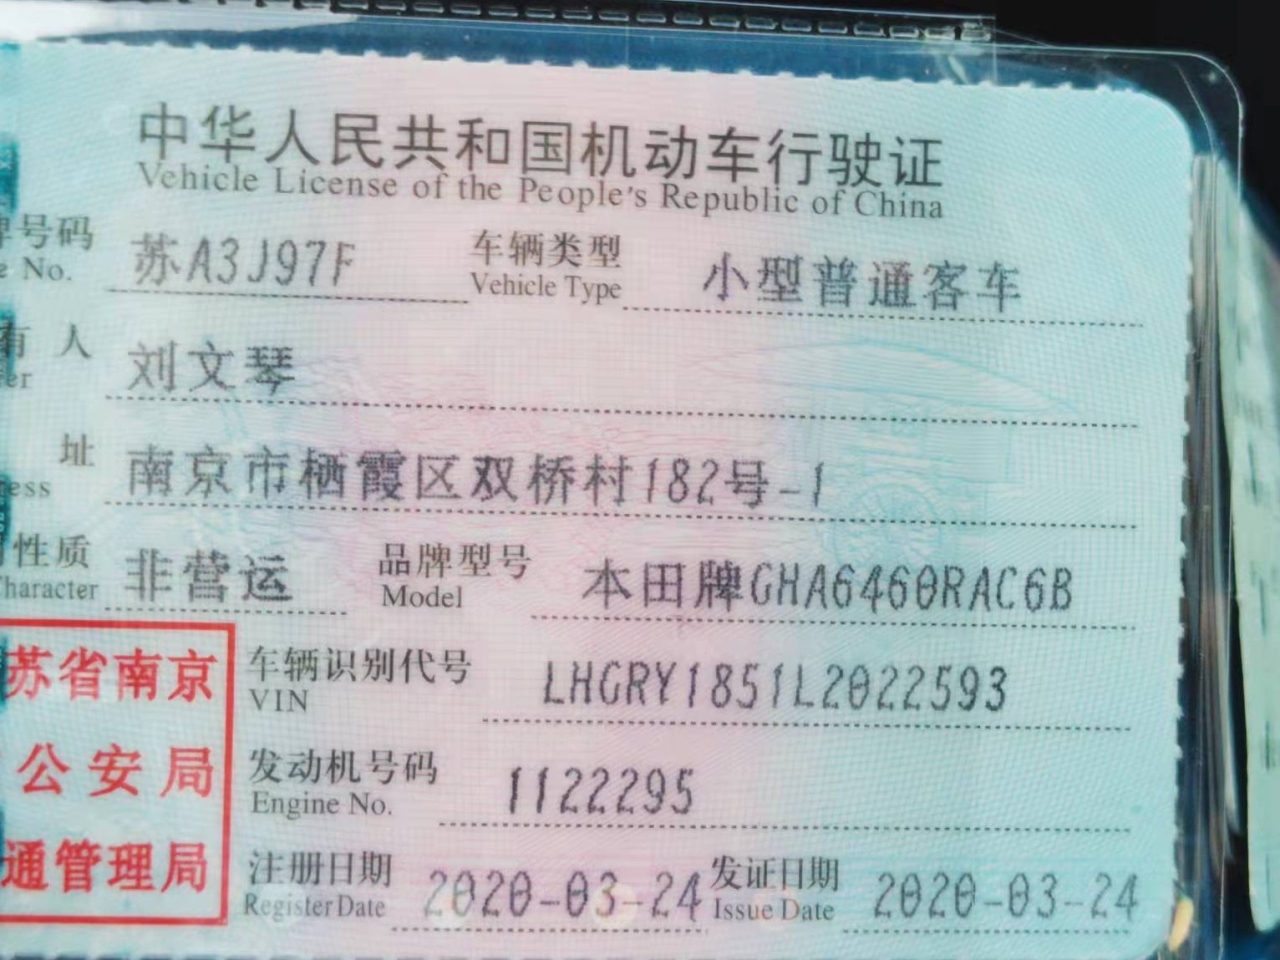 中华人民共和国机动车行驶证
Vehicle License of the People's Republic of China
号码 苏A3J97F 车辆类型 小型普通客车
No. Vehicle Type
有人 刘文琴
址 南京市栖霞区双桥村182号-1
性质 非营运 品牌型号 本田牌GHA6460RAC6B
Character Model
苏省南京
公安局
通管理局
车辆识别代号 LHGRY1851L2022593
VIN
发动机号码 1122295
Engine No.
注册日期 2020-03-24 发证日期 2020-03-24
Register Date Issue Date